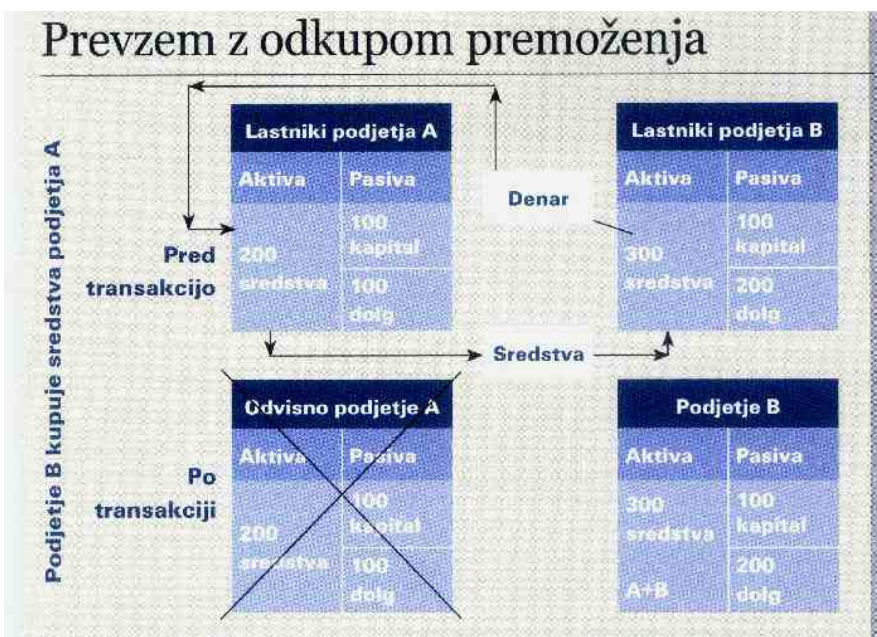 Prevzem z odkupom premoženja
Podjetje B kupuje sredstva podjetja A
Pred
transakcijo
Lastniki podjetja A
Aktiva
Pasiva
200
sredstva
100
kapital
100
dolg
Denar
Lastniki podjetja B
Aktiva
Pasiva
300
sredstva
100
kapital
200
dolg
Sredstva
Po
transakciji
Odvisno podjetje A
Aktiva
Pasiva
200
sredstva
100
kapital
100
dolg
Podjetje B
Aktiva
Pasiva
300
sredstva
A+B
100
kapital
200
dolg